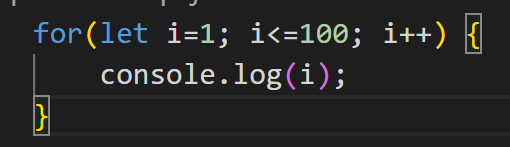 for(let i=1; i<=100; i++) {
    console.log(i);
}